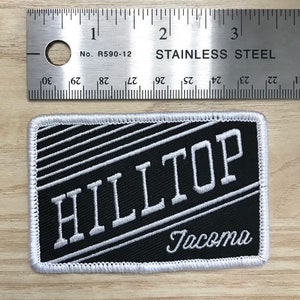 1 2 3
No. R590-12 STAINLESS STEEL
30 29 28 27 26 25 24 23 22 21
HILLTOP
Tacoma